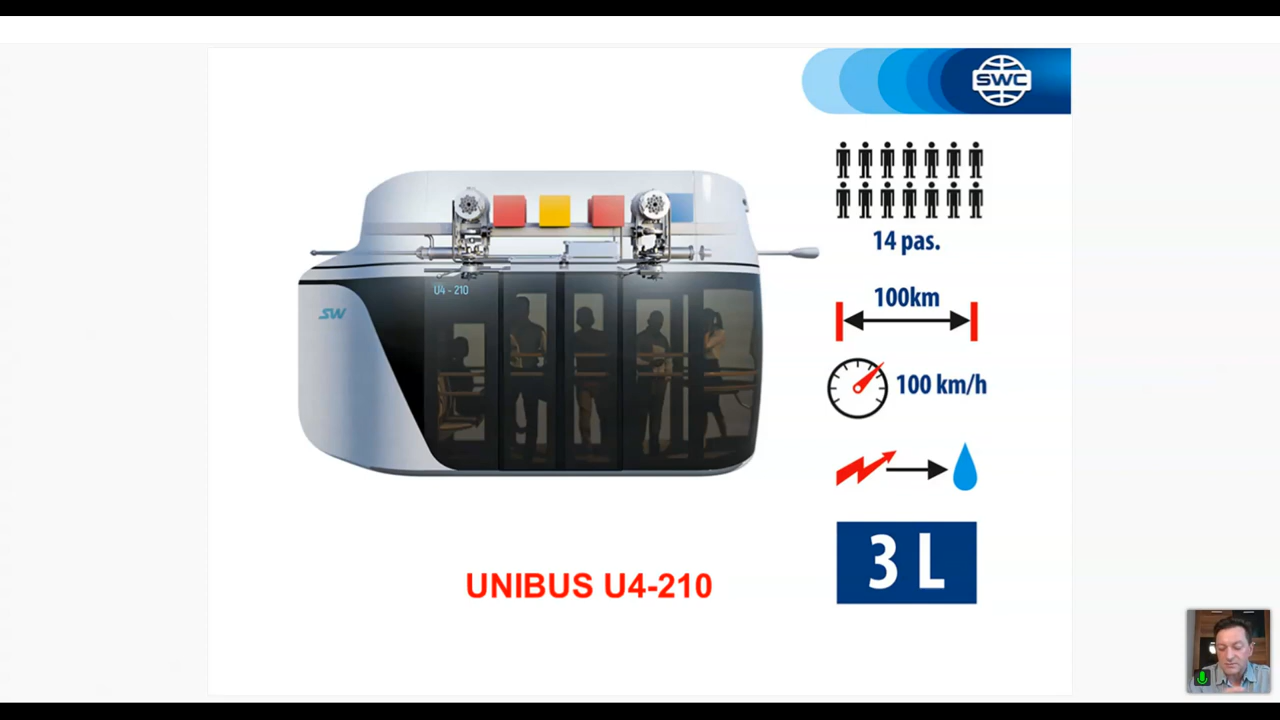 SWC
14 pas.
100km
100 km/h
3 L
U4 - 210
SW
UNIBUS U4-210